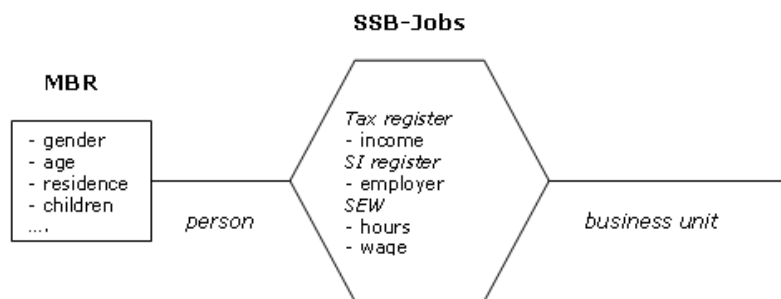 SSB-Jobs
MBR
- gender
- age
- residence
- children
....
person
Tax register
- income
SI register
- employer
SEW
- hours
- wage
business unit